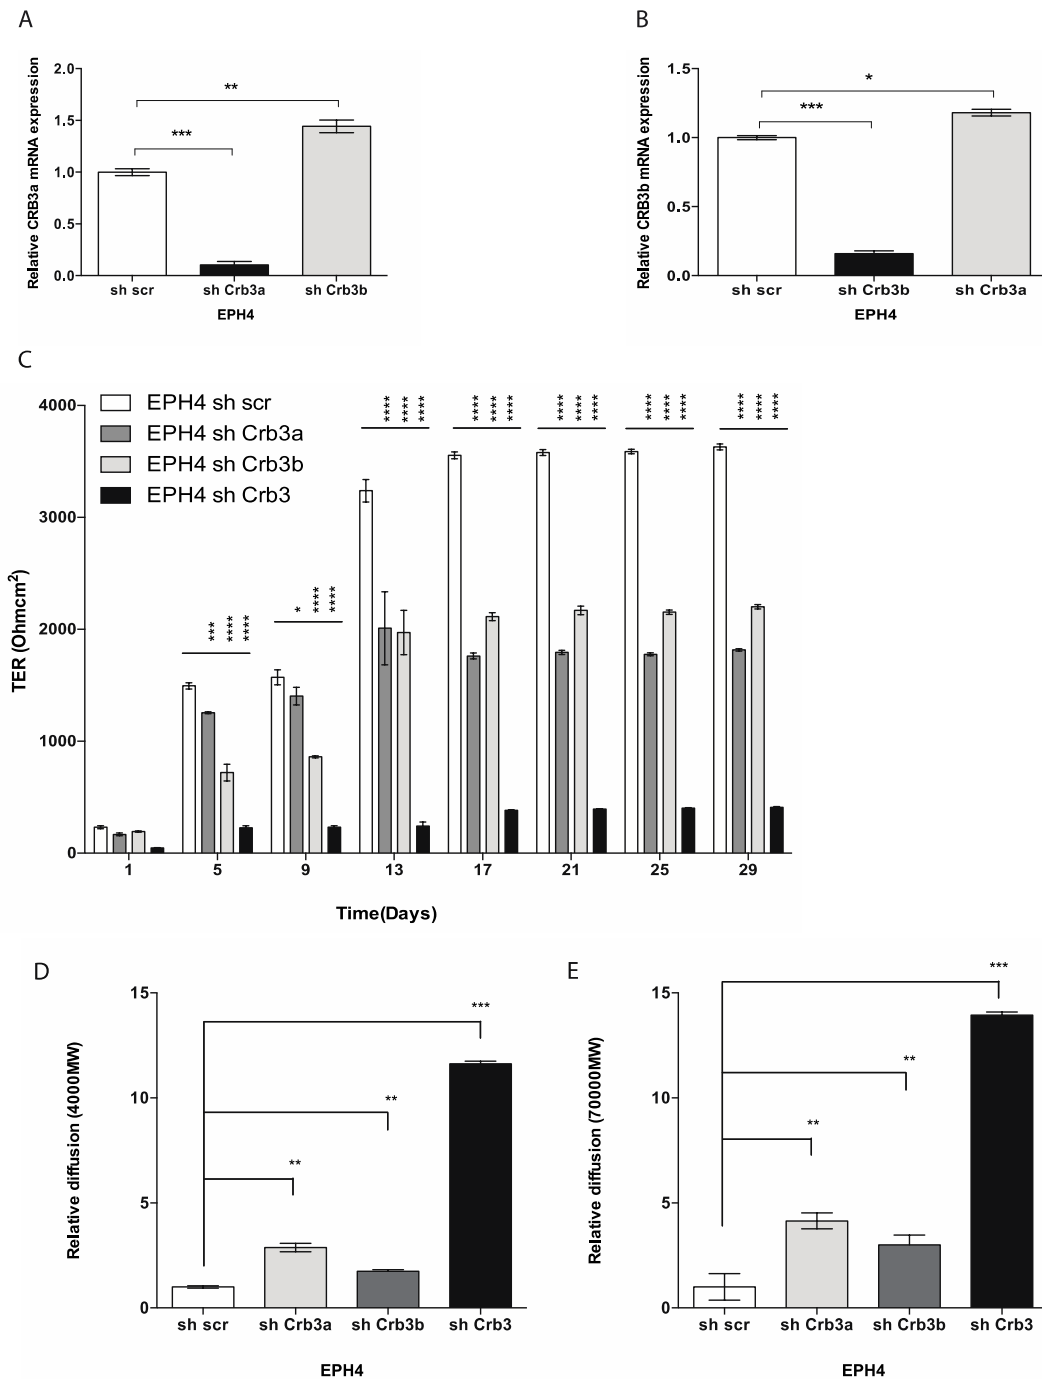 A
B
Relative CRB3a mRNA expression
2.0
1.5
1.0
0.5
0.0
**
***
sh scr
sh Crb3a
sh Crb3b
EPH4
Relative CRB3b mRNA expression
1.5
1.0
0.5
0.0
*
***
sh scr
sh Crb3b
sh Crb3a
EPH4
C
EPH4 sh scr
EPH4 sh Crb3a
EPH4 sh Crb3b
EPH4 sh Crb3
TER (Ohmcm²)
4000
3000
2000
1000
0
*** **** ****
* **** ****
**** **** ****
**** **** ****
**** **** ****
**** **** ****
**** **** ****
1 5 9 13 17 21 25 29
Time(Days)
D
Relative diffusion (4000MW)
15
10
5
0
***
**
**
sh scr
sh Crb3a
sh Crb3b
sh Crb3
EPH4
E
Relative diffusion (70000MW)
15
10
5
0
***
**
**
sh scr
sh Crb3a
sh Crb3b
sh Crb3
EPH4